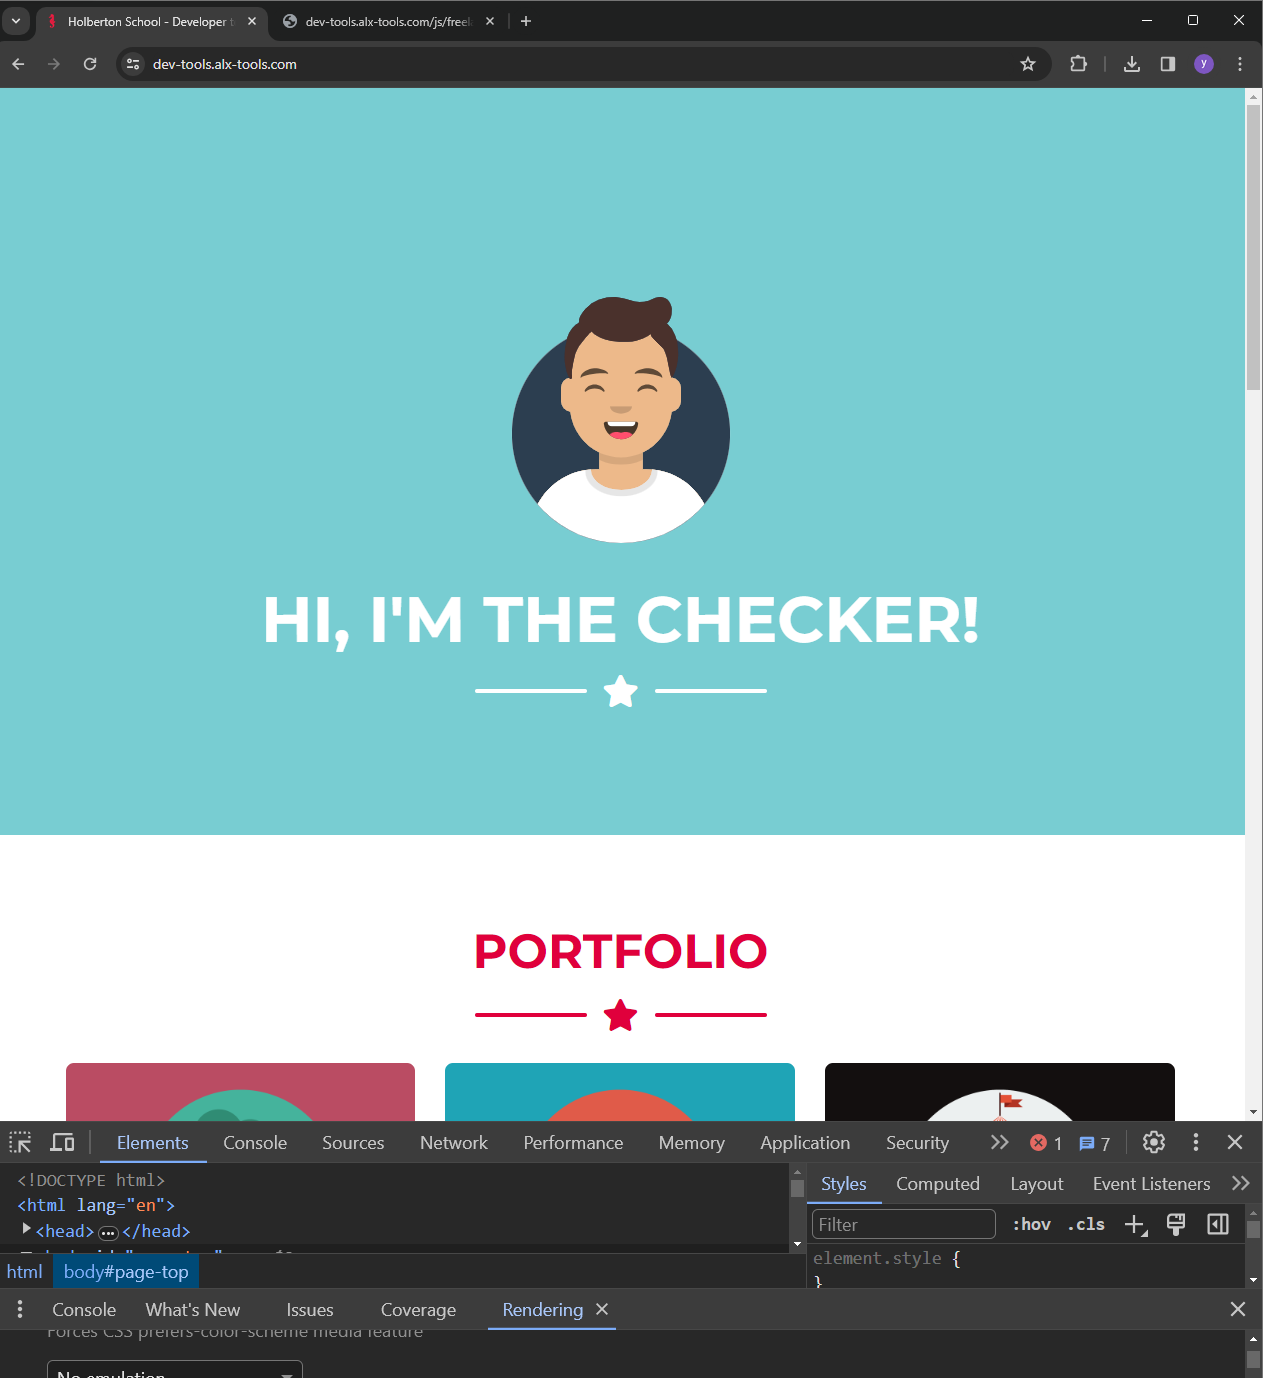 Holberton School - Developer t
dev-tools.alx-tools.com/js/freel
dev-tools.alx-tools.com
y
HI, I'M THE CHECKER!
PORTFOLIO
Elements
Console
Sources
Network
Performance
Memory
Application
Security
1
7
<!DOCTYPE html>
<html lang="en">
<head>…</head>
Styles
Computed
Layout
Event Listeners
Filter
:hov
.cls
element.style {
}
html
body#page-top
Console
What's New
Issues
Coverage
Rendering
Forces CSS prefers-color-scheme media feature
No emulation